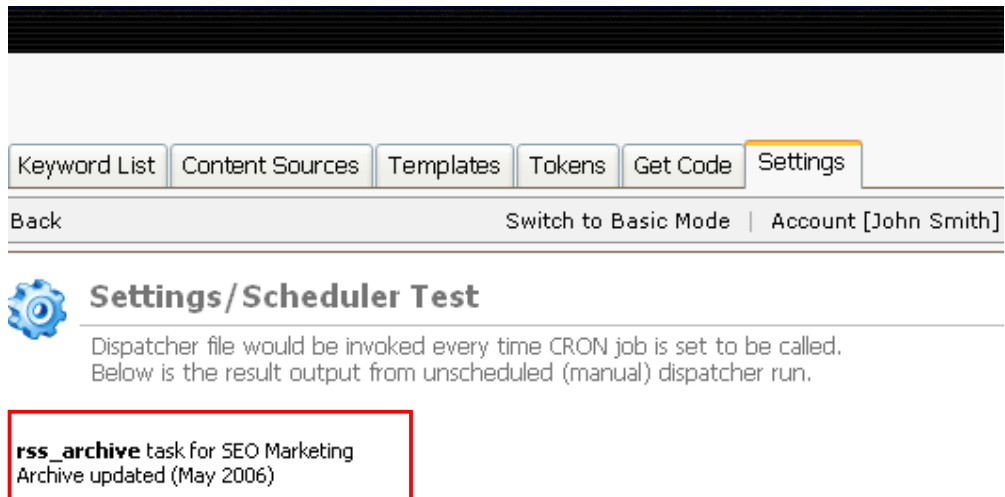 Keyword List Content Sources Templates Tokens Get Code Settings
Back Switch to Basic Mode | Account [John Smith]
Settings/Scheduler Test
Dispatcher file would be invoked every time CRON job is set to be called.
Below is the result output from unscheduled (manual) dispatcher run.
rss_archive task for SEO Marketing
Archive updated (May 2006)